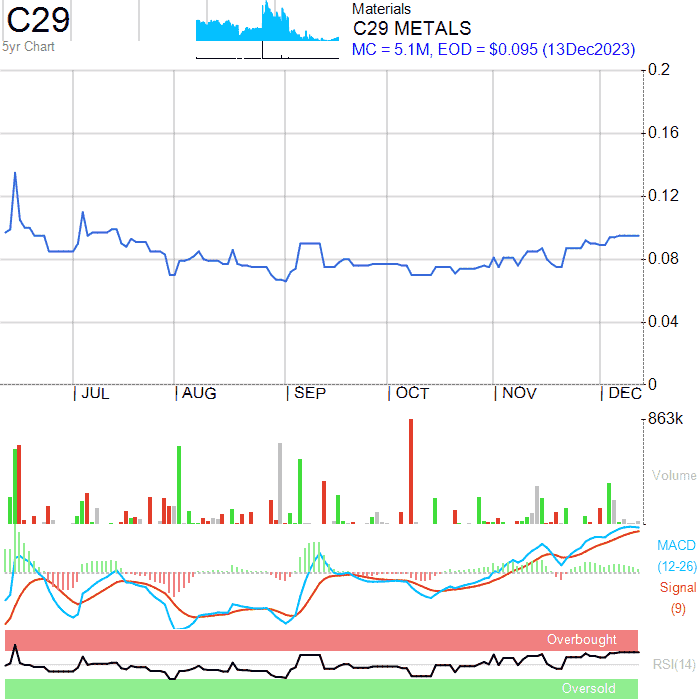 C29
5yr Chart
Materials
C29 METALS
MC = 5.1M, EOD = $0.095 (13Dec2023)
0.2
0.16
0.12
0.08
0.04
0
| JUL | AUG | SEP | OCT | NOV | DEC
863k
Volume
MACD
(12-26)
Signal
(9)
Overbought
RSI(14)
Oversold